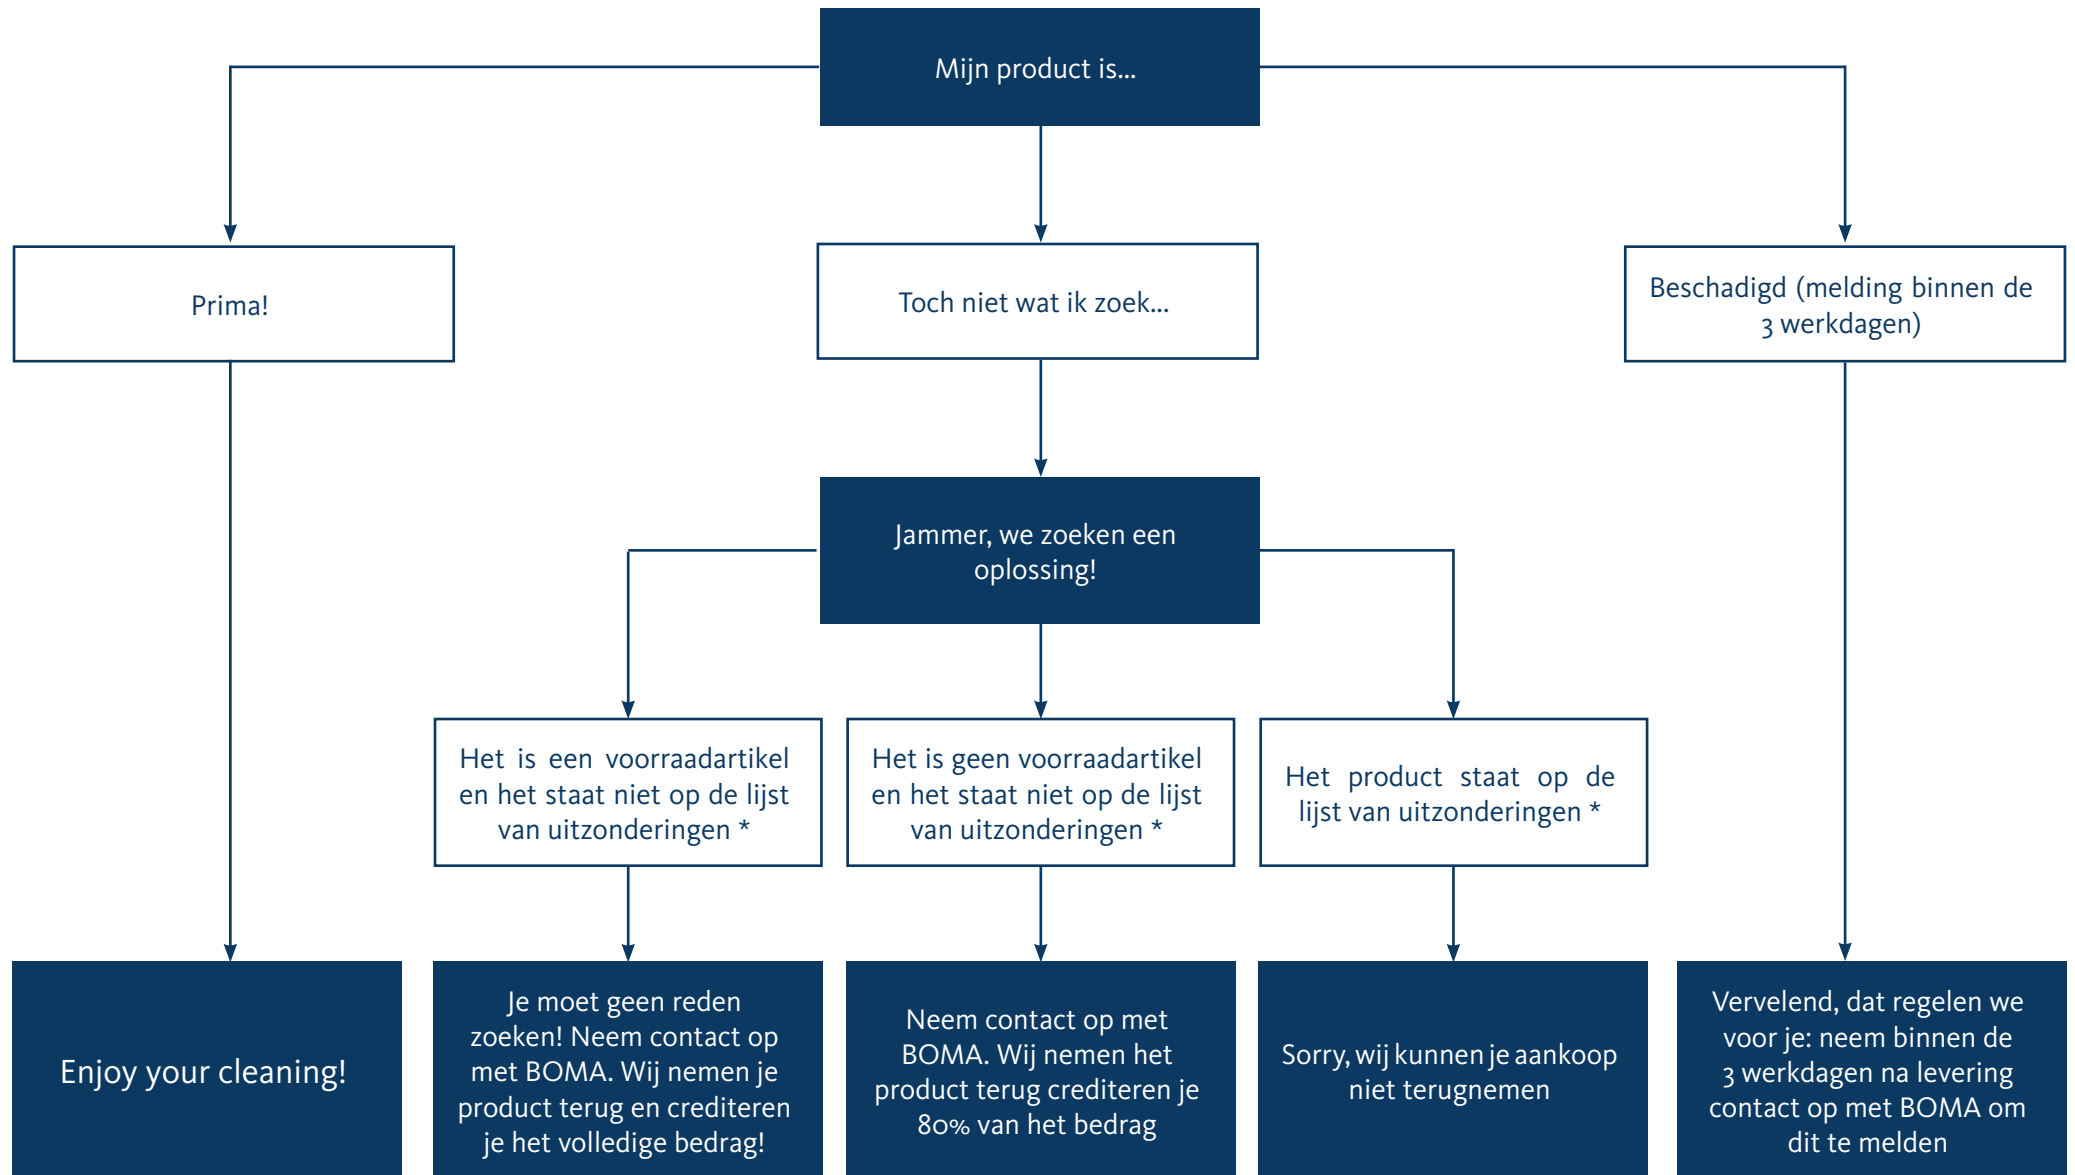 Mijn product is...
Prima!
Toch niet wat ik zoek...
Beschadigd (melding binnen de
3 werkdagen)
Jammer, we zoeken een
oplossing!
Het is een voorraadartikel
en het staat niet op de lijst
van uitzonderingen *
Het is geen voorraadartikel
en het staat niet op de lijst
van uitzonderingen *
Het product staat op de
lijst van uitzonderingen *
Enjoy your cleaning!
Je moet geen reden
zoeken! Neem contact op
met BOMA. Wij nemen je
product terug en crediteren
je het volledige bedrag!
Neem contact op met
BOMA. Wij nemen het
product terug crediteren je
80% van het bedrag
Sorry, wij kunnen je aankoop
niet terugnemen
Vervelend, dat regelen we
voor je: neem binnen de
3 werkdagen na levering
contact op met BOMA om
dit te melden